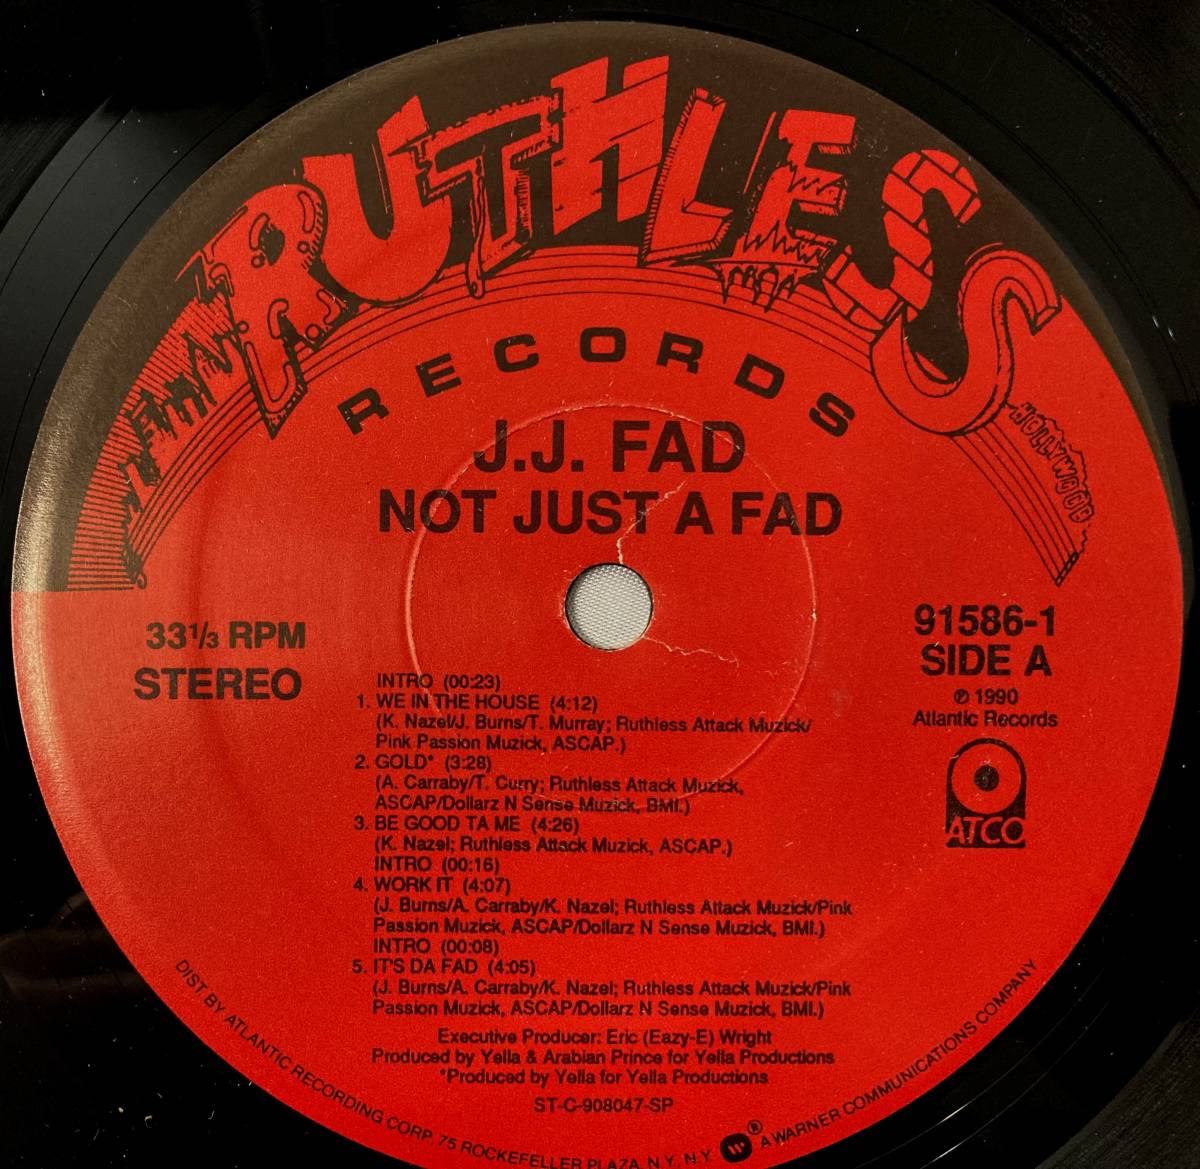 RUTHLESS
RECORDS
HOLLYWOOD
J.J. FAD
NOT JUST A FAD
33 1/3 RPM
STEREO
91586-1
SIDE A
℗ 1990
Atlantic Records
ATCO
INTRO (00:23)
1. WE IN THE HOUSE (4:12)
(K. Nazel/J. Burns/T. Murray; Ruthless Attack Muzick/
Pink Passion Muzick, ASCAP.)
2. GOLD* (3:28)
(A. Carraby/T. Curry; Ruthless Attack Muzick,
ASCAP/Dollarz N Sense Muzick, BMI.)
3. BE GOOD TA ME (4:26)
(K. Nazel; Ruthless Attack Muzick, ASCAP.)
INTRO (00:16)
4. WORK IT (4:07)
(J. Burns/A. Carraby/K. Nazel; Ruthless Attack Muzick/Pink
Passion Muzick, ASCAP/Dollarz N Sense Muzick, BMI.)
INTRO (00:08)
5. IT'S DA FAD (4:05)
(J. Burns/A. Carraby/K. Nazel; Ruthless Attack Muzick/Pink
Passion Muzick, ASCAP/Dollarz N Sense Muzick, BMI.)
Executive Producer: Eric (Eazy-E) Wright
Produced by Yella & Arabian Prince for Yella Productions
*Produced by Yella for Yella Productions
ST-C-908047-SP
DIST. BY ATLANTIC RECORDING CORP. 75 ROCKEFELLER PLAZA, N.Y., N.Y. ® A WARNER COMMUNICATIONS COMPANY